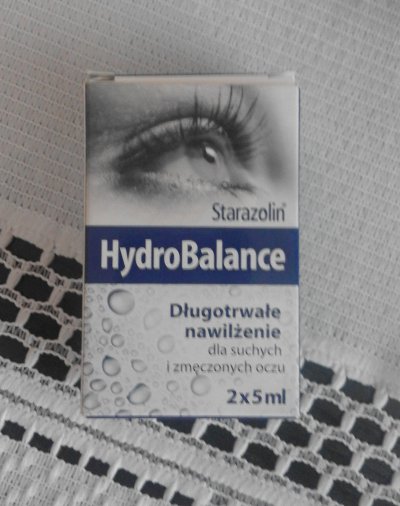 Starazolin®
HydroBalance
Długotrwałe
nawilżenie
dla suchych
i zmęczonych oczu
2x5ml